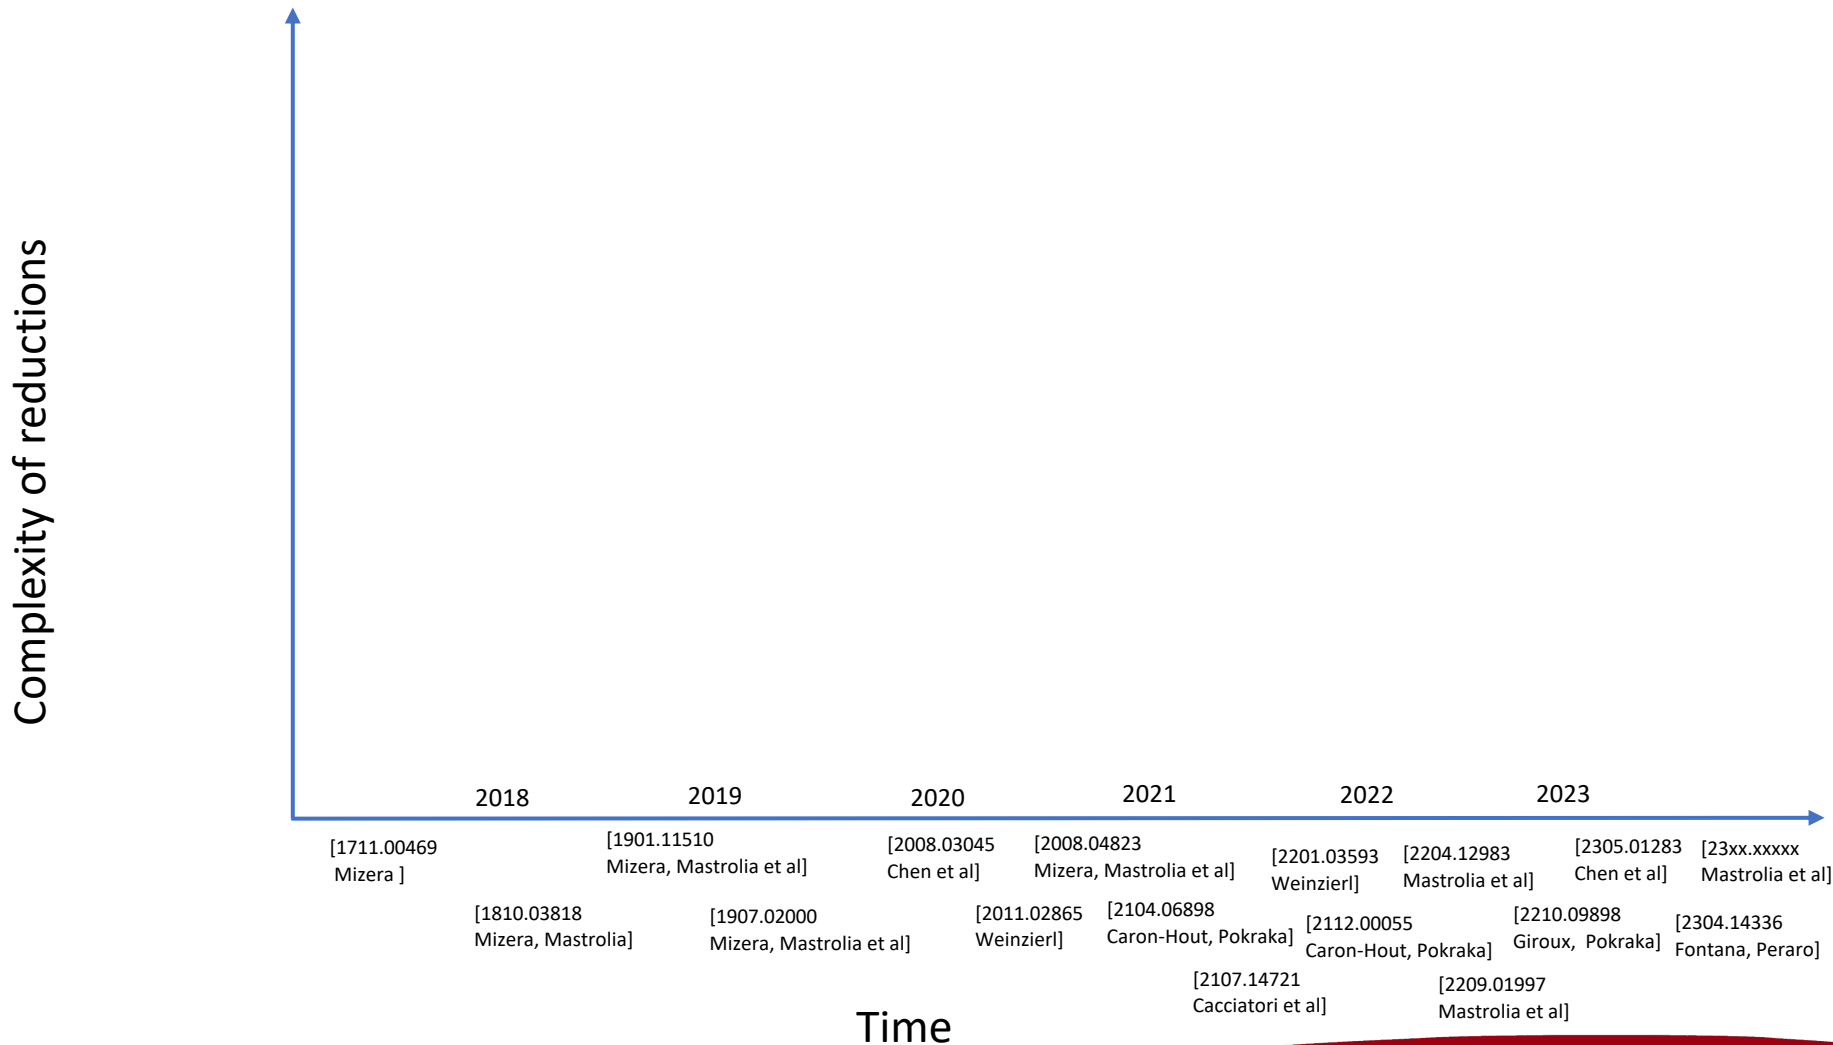 Complexity of reductions
2018
2019
2020
2021
2022
2023
[1711.00469
Mizera ]
[1901.11510
Mizera, Mastrolia et al]
[2008.03045
Chen et al]
[2008.04823
Mizera, Mastrolia et al]
[2201.03593
Weinzierl]
[2204.12983
Mastrolia et al]
[2305.01283
Chen et al]
[23xx.xxxxx
Mastrolia et al]
[1810.03818
Mizera, Mastrolia]
[1907.02000
Mizera, Mastrolia et al]
[2011.02865
Weinzierl]
[2104.06898
Caron-Hout, Pokraka]
[2112.00055
Caron-Hout, Pokraka]
[2210.09898
Giroux, Pokraka]
[2304.14336
Fontana, Peraro]
[2107.14721
Cacciatori et al]
[2209.01997
Mastrolia et al]
Time